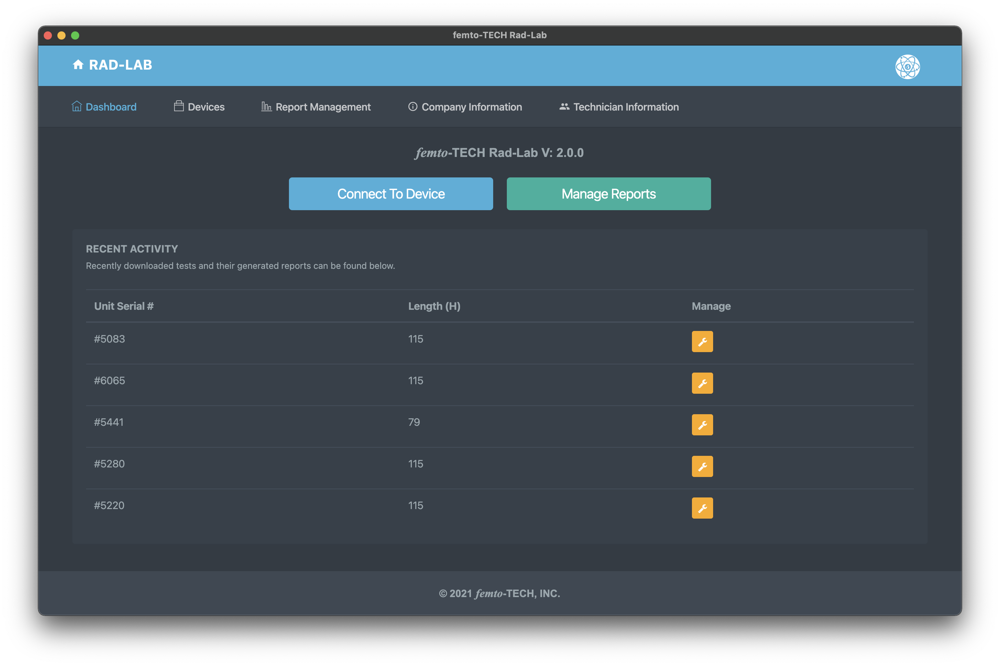 femto-TECH Rad-Lab
RAD-LAB
Dashboard Devices Report Management Company Information Technician Information
femto-TECH Rad-Lab V: 2.0.0
Connect To Device Manage Reports
RECENT ACTIVITY
Recently downloaded tests and their generated reports can be found below.
Unit Serial # Length (H) Manage
#5083 115
#6065 115
#5441 79
#5280 115
#5220 115
© 2021 femto-TECH, INC.